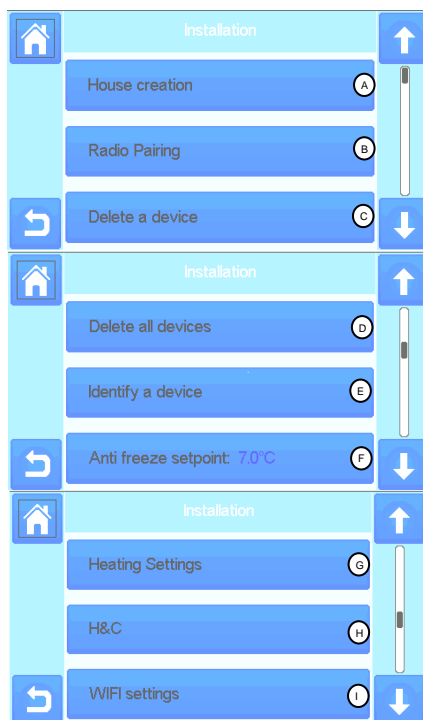 Installation
House creation A
Radio Pairing B
Delete a device C
Installation
Delete all devices D
Identify a device E
Anti freeze setpoint: 7.0°C F
Installation
Heating Settings G
H&C H
WIFI settings I